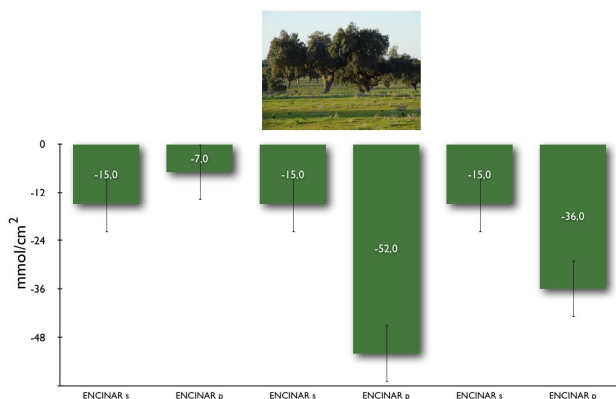 0
-12
-24
-36
-48
mmol/cm²
-15,0
-7,0
-15,0
-52,0
-15,0
-36,0
ENCINAR s
ENCINAR p
ENCINAR s
ENCINAR p
ENCINAR s
ENCINAR p